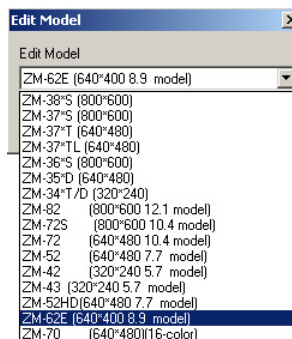 Edit Model
Edit Model
ZM-62E (640*400 8.9 model)
ZM-38*S (800*600)
ZM-37*S (800*600)
ZM-37*T (640*480)
ZM-37*TL (640*480)
ZM-36*S (800*600)
ZM-35*D (640*480)
ZM-34*T/D (320*240)
ZM-82 (800*600 12.1 model)
ZM-72S (800*600 10.4 model)
ZM-72 (640*480 10.4 model)
ZM-52 (640*480 7.7 model)
ZM-42 (320*240 5.7 model)
ZM-43 (320*240 5.7 model)
ZM-52HD(640*480 7.7 model)
ZM-62E (640*400 8.9 model)
ZM-70 (640*480)(16-color)